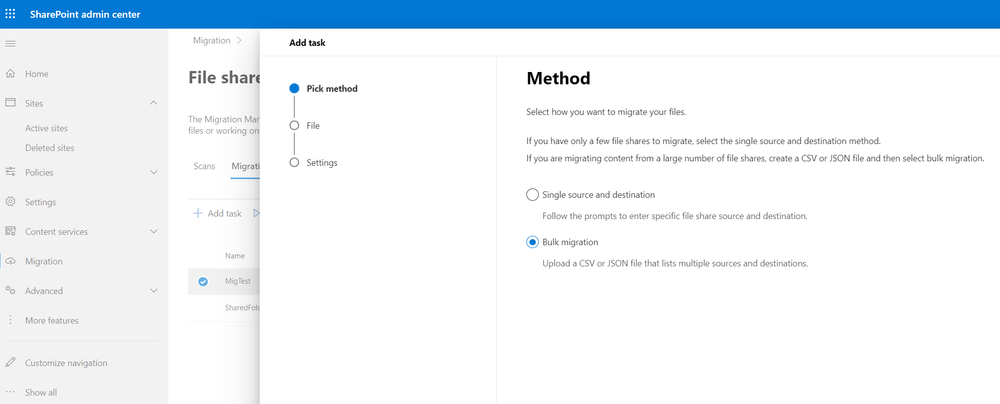 SharePoint admin center
Home
Sites
Active sites
Deleted sites
Policies
Settings
Content services
Migration
Advanced
More features
Customize navigation
Show all
Migration
File share
The Migration Man
files or working on
Scans
Migrati
Add task
Name
MigTest
SharedFold
Add task
Pick method
File
Settings
Method
Select how you want to migrate your files.
If you have only a few file shares to migrate, select the single source and destination method.
If you are migrating content from a large number of file shares, create a CSV or JSON file and then select bulk migration.
Single source and destination
Follow the prompts to enter specific file share source and destination.
Bulk migration
Upload a CSV or JSON file that lists multiple sources and destinations.